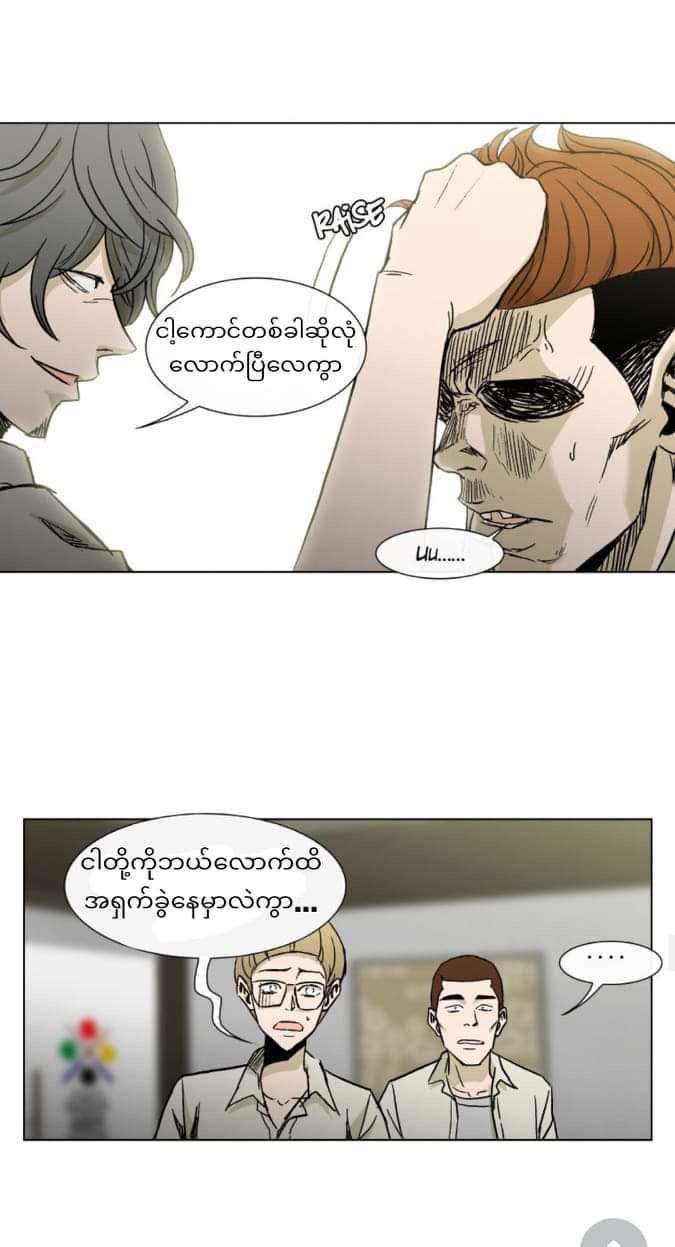 RAISE
ငါ့ကောင်တစ်ခါဆိုလုံ
လောက်ပြီလေကွာ
UU......
ငါတို့ကိုဘယ်လောက်ထိ
အရှက်ခွဲနေမှာလဲကွာ...
....